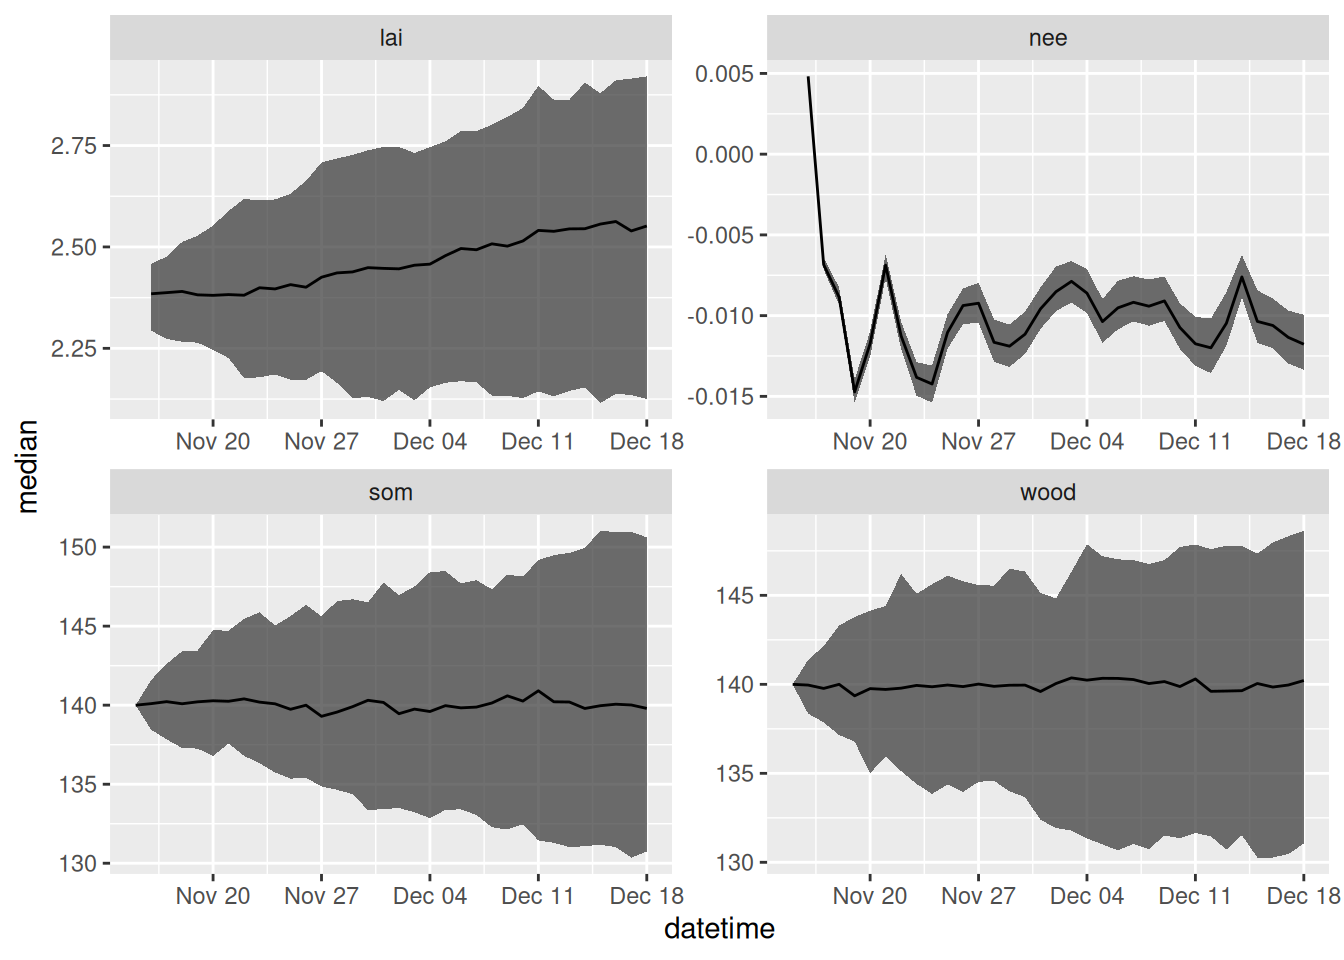 lai
nee
2.75
2.50
2.25
0.005
0.000
-0.005
-0.010
-0.015
Nov 20 Nov 27 Dec 04 Dec 11 Dec 18
Nov 20 Nov 27 Dec 04 Dec 11 Dec 18
median
som
wood
150
145
140
135
130
145
140
135
130
Nov 20 Nov 27 Dec 04 Dec 11 Dec 18
Nov 20 Nov 27 Dec 04 Dec 11 Dec 18
datetime